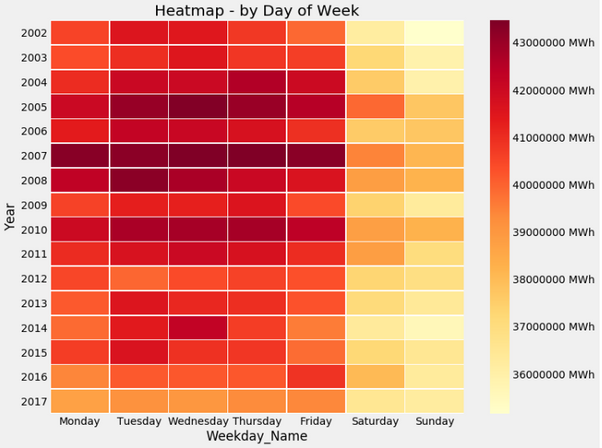 Heatmap - by Day of Week
Year
2002
2003
2004
2005
2006
2007
2008
2009
2010
2011
2012
2013
2014
2015
2016
2017
Monday Tuesday Wednesday Thursday Friday Saturday Sunday
Weekday_Name
43000000 MWh
42000000 MWh
41000000 MWh
40000000 MWh
39000000 MWh
38000000 MWh
37000000 MWh
36000000 MWh